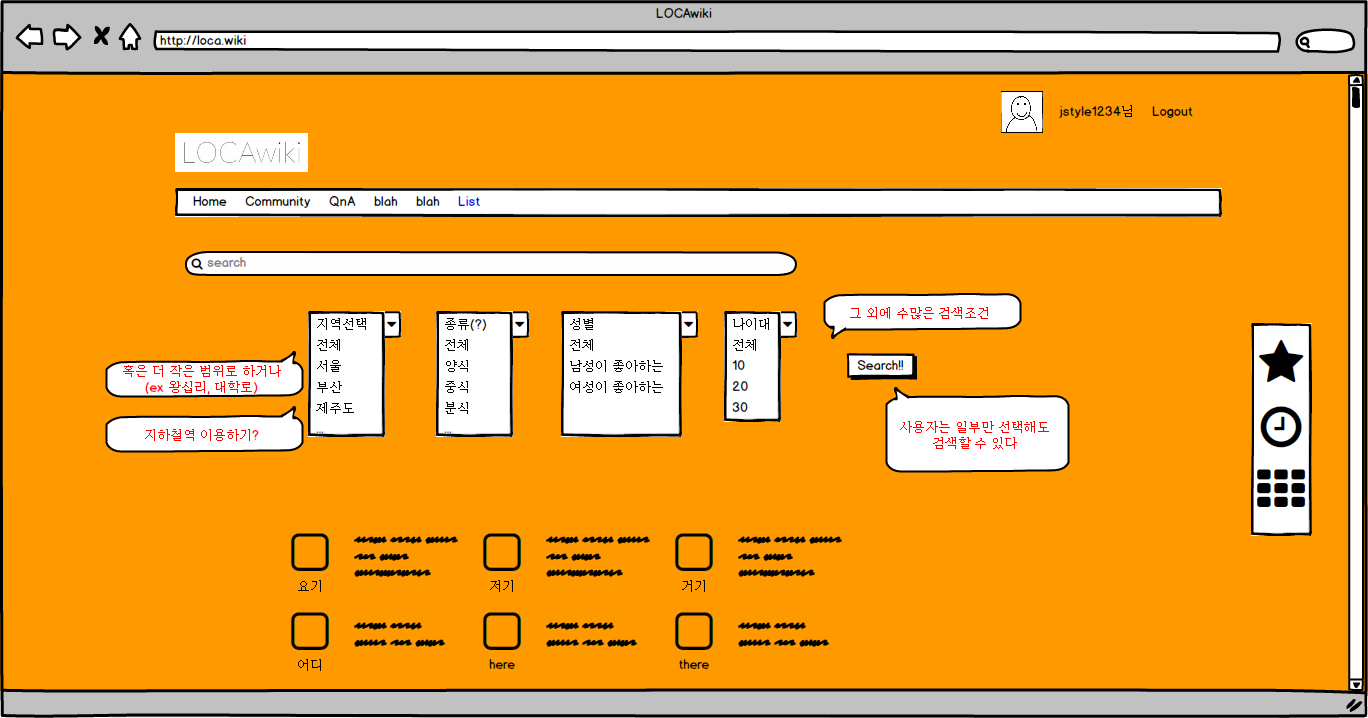 LOCAwiki
http://loca.wiki
jstyle1234님 Logout
LOCAwiki
Home Community QnA blah blah List
search
그 외에 수많은 검색조건
지역선택
전체
서울
부산
제주도
...
종류(?)
전체
양식
중식
분식
...
성별
전체
남성이 좋아하는
여성이 좋아하는
나이대
전체
10
20
30
Search!!
혹은 더 작은 범위로 하거나
(ex 왕십리, 대학로)
지하철역 이용하기?
사용자는 일부만 선택해도
검색할 수 있다
요기
저기
거기
어디
here
there